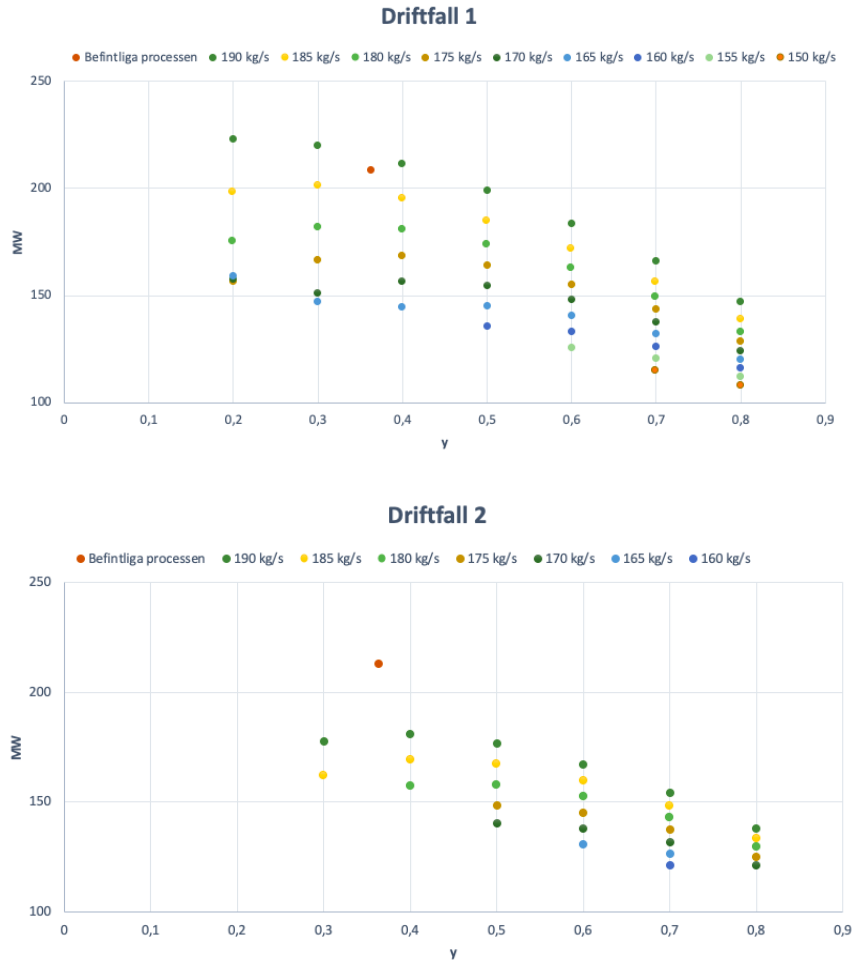 Driftfall 1
Befintliga processen 190 kg/s 185 kg/s 180 kg/s 175 kg/s 170 kg/s 165 kg/s 160 kg/s 155 kg/s 150 kg/s
250
200
150
100
MW
0 0,1 0,2 0,3 0,4 0,5 0,6 0,7 0,8 0,9
y
Driftfall 2
Befintliga processen 190 kg/s 185 kg/s 180 kg/s 175 kg/s 170 kg/s 165 kg/s 160 kg/s
250
200
150
100
MW
0 0,1 0,2 0,3 0,4 0,5 0,6 0,7 0,8 0,9
y